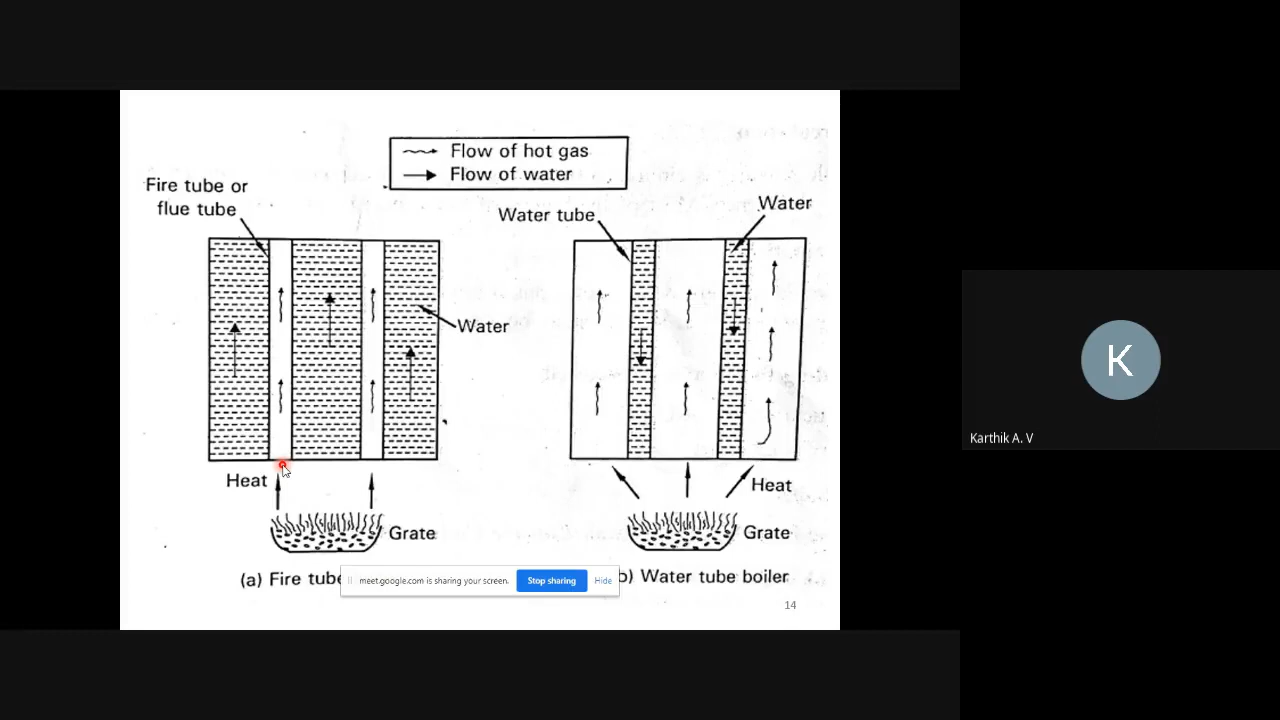 Flow of hot gas
Flow of water
Fire tube or
flue tube
Water tube
Water
Water
Heat
Grate
Heat
Grate
(a) Fire tube
b) Water tube boiler
meet.google.com is sharing your screen.
Stop sharing
Hide
14
K
Karthik A. V